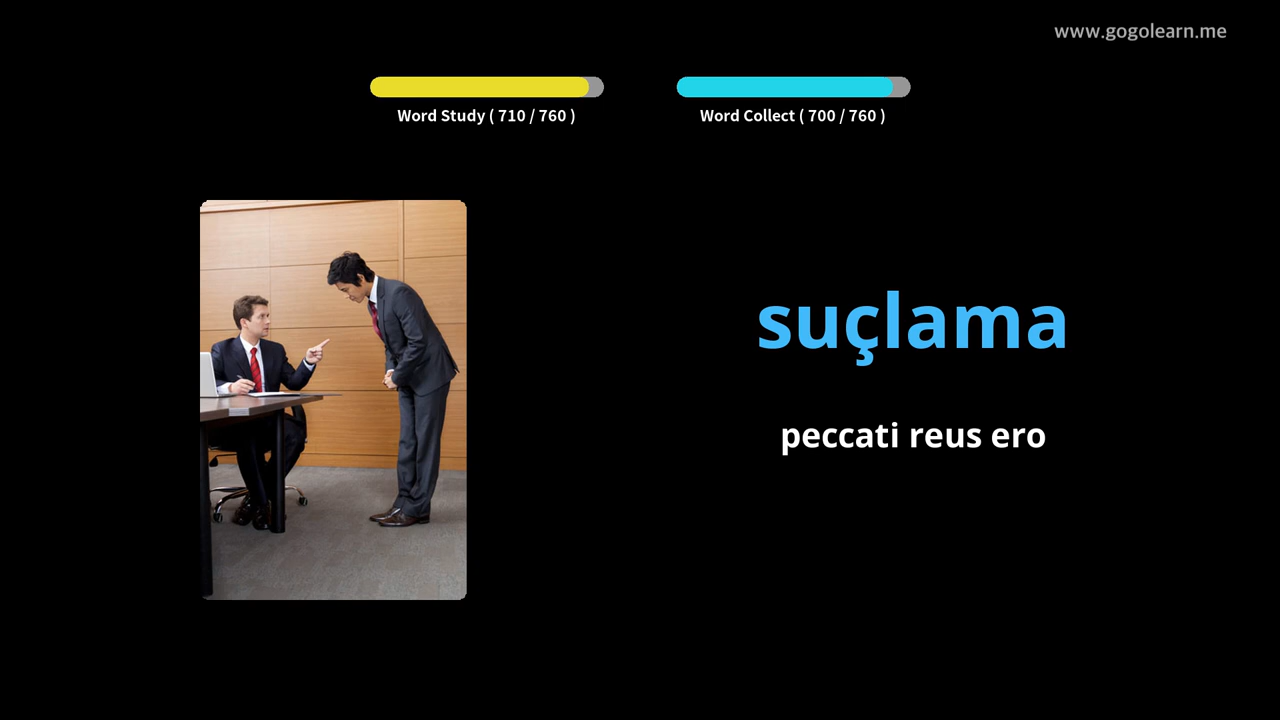 www.gogolearn.me
Word Study ( 710 / 760 )
Word Collect ( 700 / 760 )
suçlama
peccati reus ero